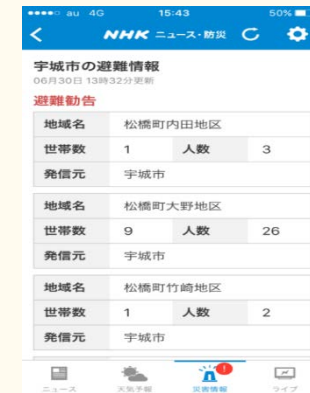 au 4G 15:43 50%
NHK ニュース・防災
宇城市の避難情報
06月30日 13時32分更新
避難勧告
地域名 松橋町内田地区
世帯数 1 人数 3
発信元 宇城市
地域名 松橋町大野地区
世帯数 9 人数 26
発信元 宇城市
地域名 松橋町竹崎地区
世帯数 1 人数 2
発信元 宇城市
ニュース 天気予報 災害情報 ライブ